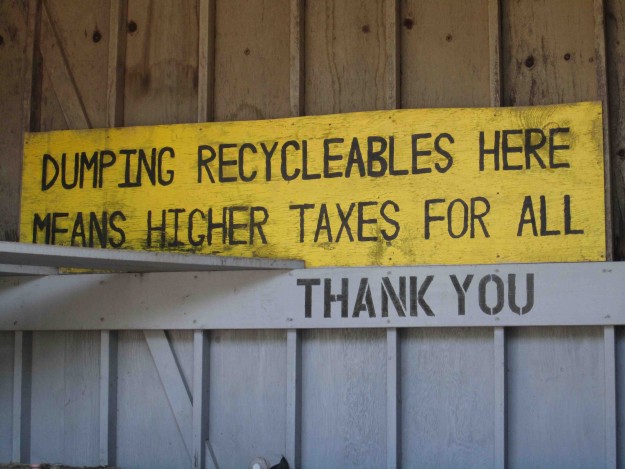 DUMPING RECYCLEABLES HERE
MEANS HIGHER TAXES FOR ALL
THANK YOU